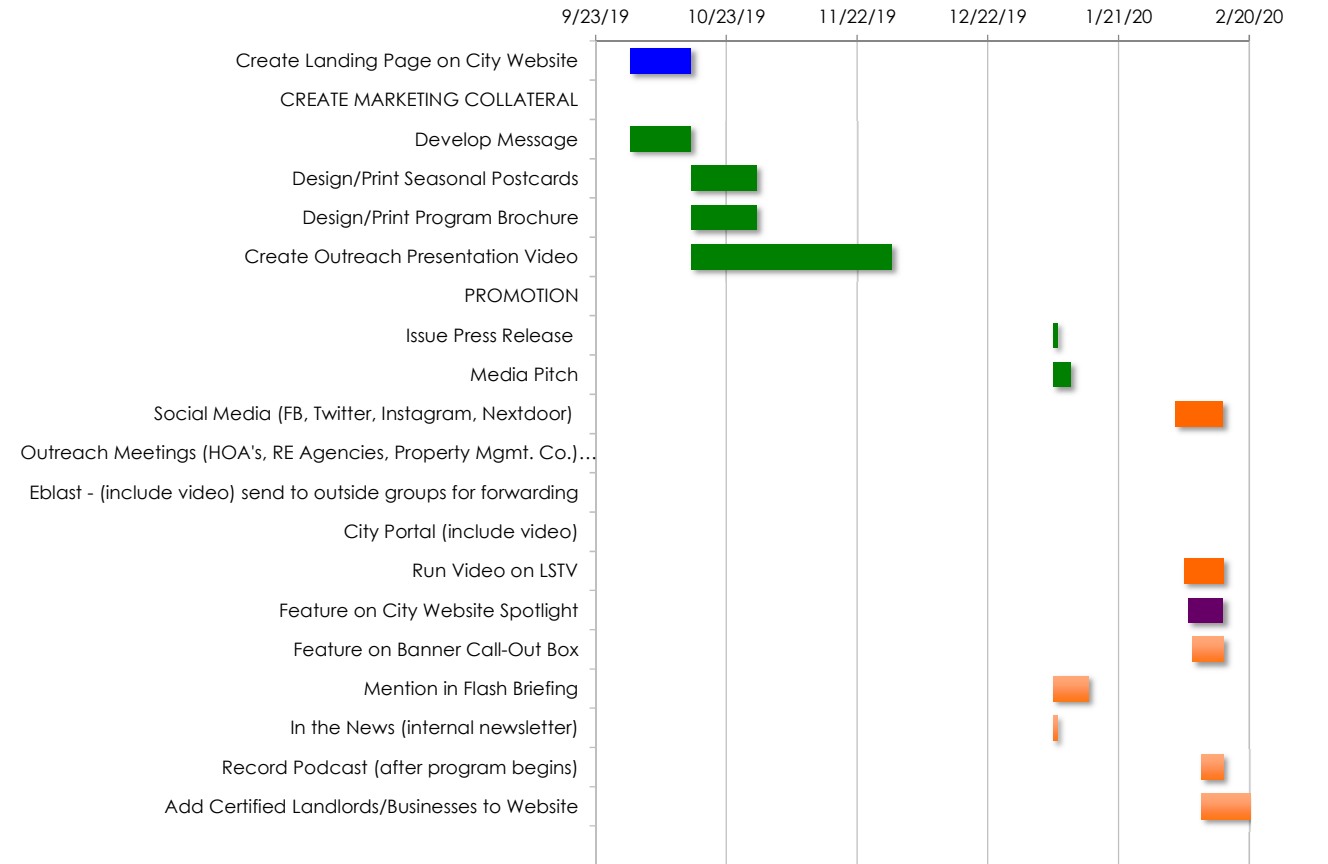 9/23/19 10/23/19 11/22/19 12/22/19 1/21/20 2/20/20
Create Landing Page on City Website
CREATE MARKETING COLLATERAL
Develop Message
Design/Print Seasonal Postcards
Design/Print Program Brochure
Create Outreach Presentation Video
PROMOTION
Issue Press Release
Media Pitch
Social Media (FB, Twitter, Instagram, Nextdoor)
Outreach Meetings (HOA's, RE Agencies, Property Mgmt. Co.)…
Eblast - (include video) send to outside groups for forwarding
City Portal (include video)
Run Video on LSTV
Feature on City Website Spotlight
Feature on Banner Call-Out Box
Mention in Flash Briefing
In the News (internal newsletter)
Record Podcast (after program begins)
Add Certified Landlords/Businesses to Website